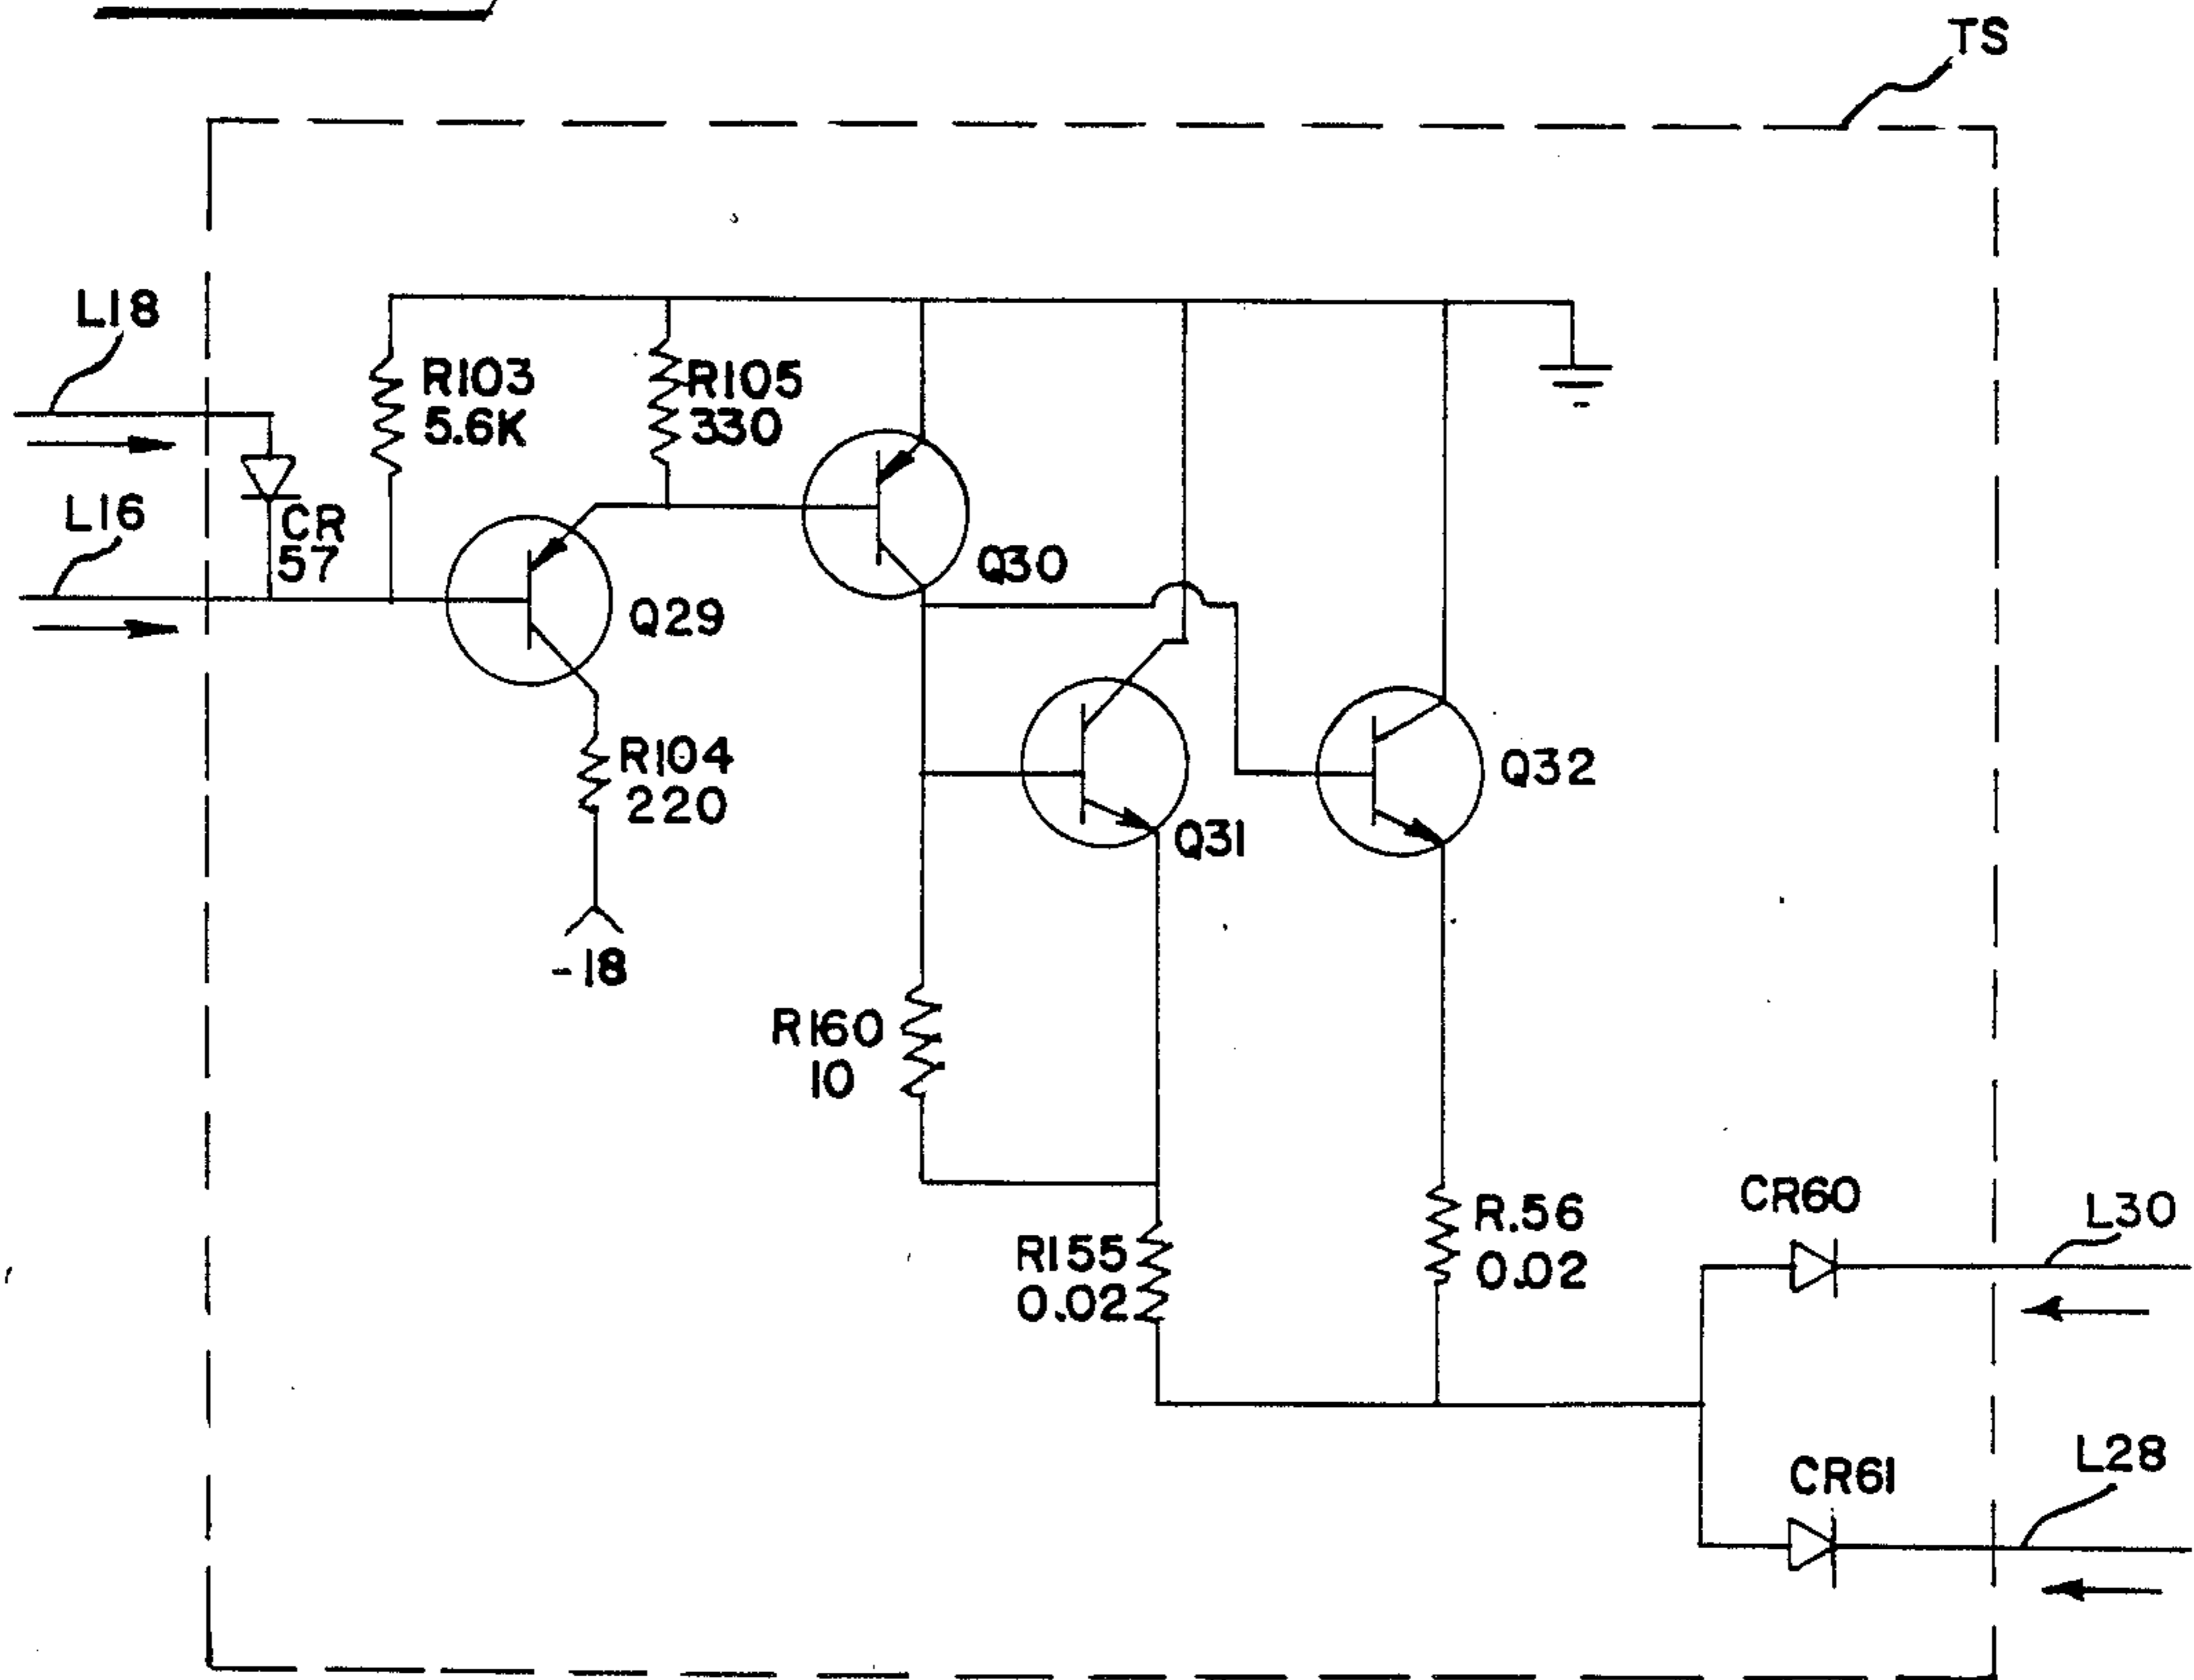 TS
L18
R103
5.6K
R105
330
L16
CR
57
Q30
Q29
R104
220
Q32
Q31
-18
R160
10
CR60
L30
R.56
0.02
R155
0.02
L28
CR61